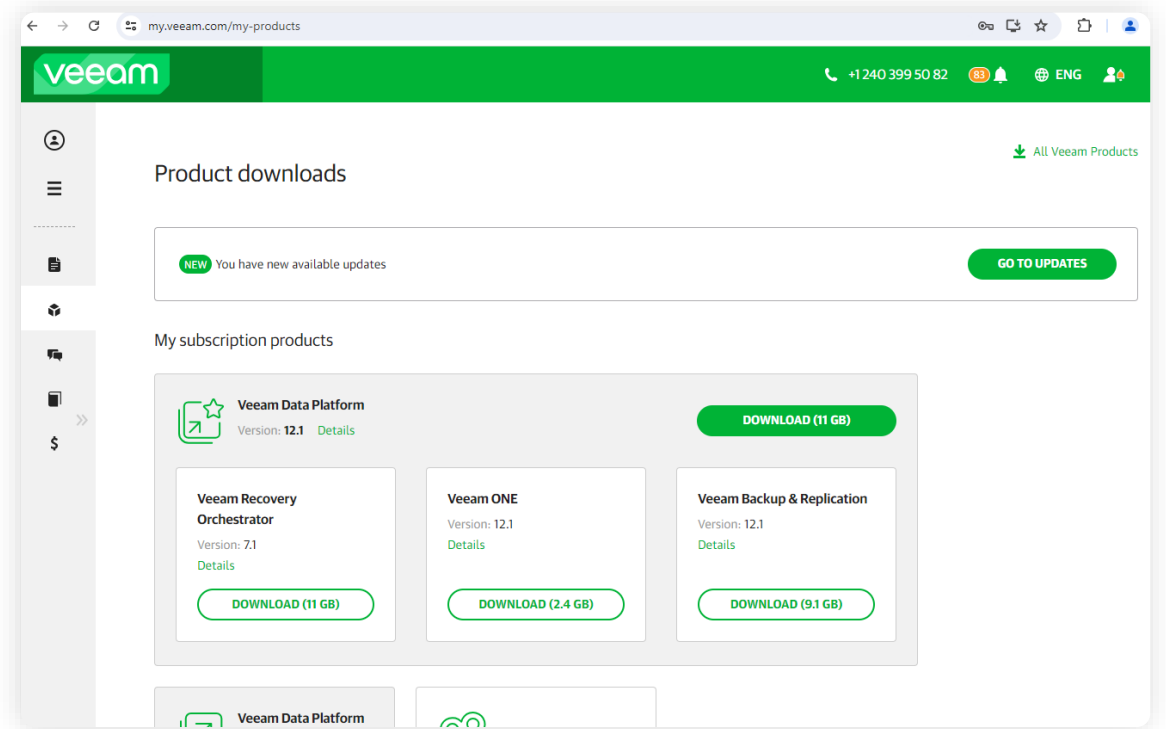 my.veeam.com/my-products
veeam
+1 240 399 50 82
83
ENG
All Veeam Products
Product downloads
NEW You have new available updates
GO TO UPDATES
My subscription products
Veeam Data Platform
Version: 12.1 Details
DOWNLOAD (11 GB)
Veeam Recovery
Orchestrator
Version: 7.1
Details
DOWNLOAD (11 GB)
Veeam ONE
Version: 12.1
Details
DOWNLOAD (2.4 GB)
Veeam Backup & Replication
Version: 12.1
Details
DOWNLOAD (9.1 GB)
Veeam Data Platform